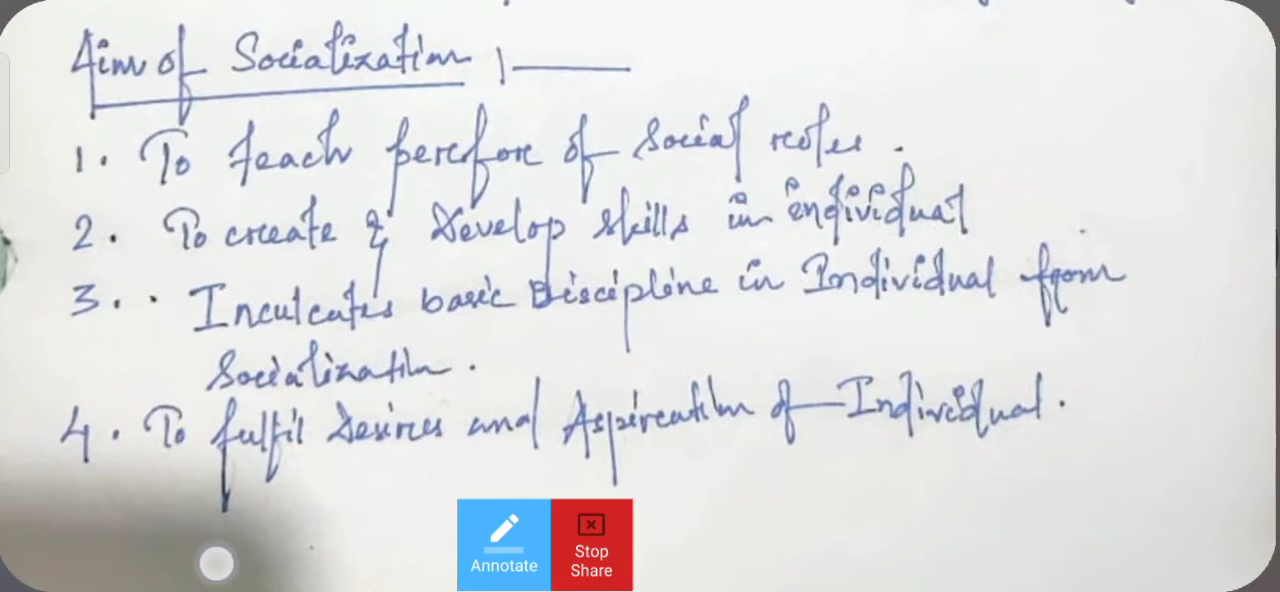 Aim of Socialization :—
1. To teach perefore of Social roles.
2. To create & Develop skills in individual
3. . Inculcates basic Discipline in Individual from
Socialization.
4. To fulfil Desires and Aspiration of Individual.
Annotate
Stop
Share